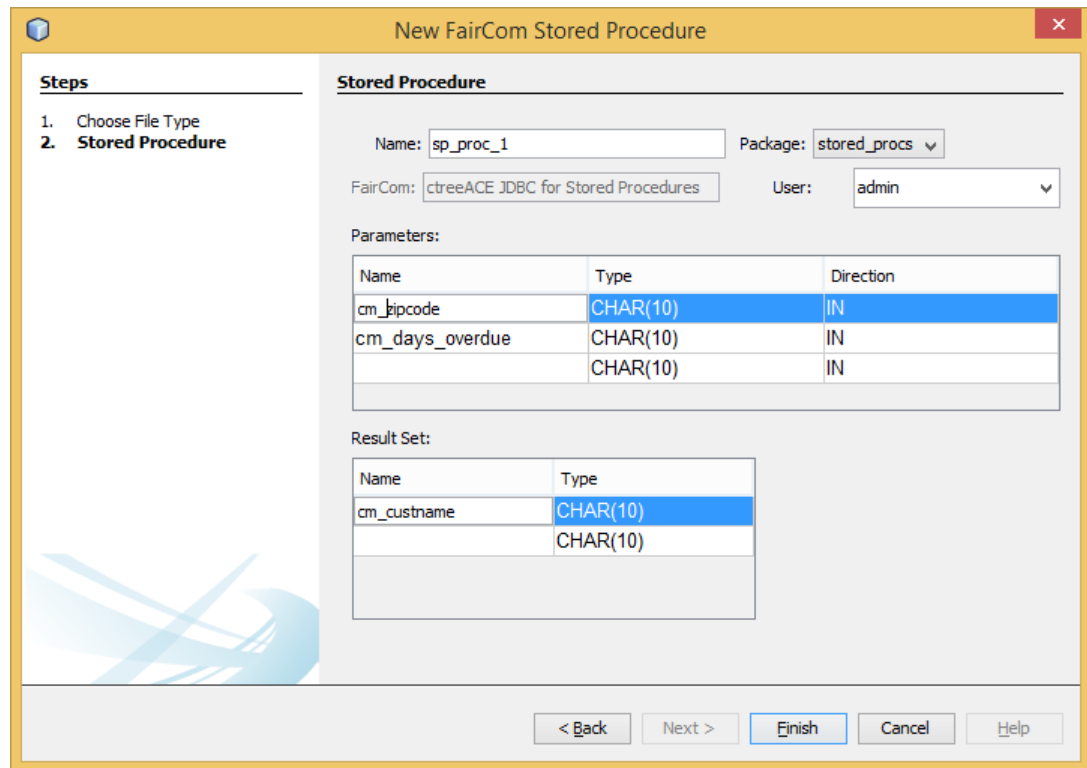 New FairCom Stored Procedure
Steps
1. Choose File Type
2. Stored Procedure
Stored Procedure
Name: sp_proc_1 Package: stored_procs
FairCom: ctreeACE JDBC for Stored Procedures User: admin
Parameters:
Name Type Direction
cm_zipcode CHAR(10) IN
cm_days_overdue CHAR(10) IN
CHAR(10) IN
Result Set:
Name Type
cm_custname CHAR(10)
CHAR(10)
< Back Next > Finish Cancel Help